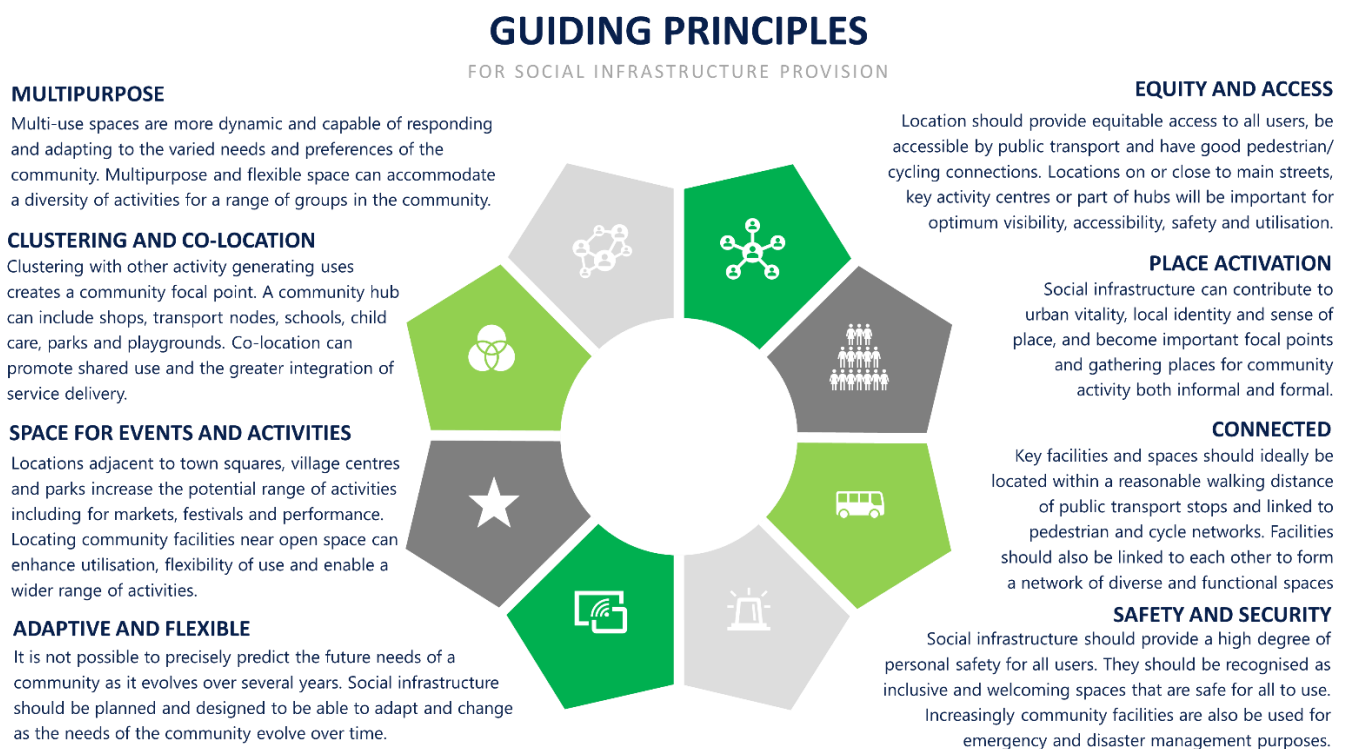 GUIDING PRINCIPLES
FOR SOCIAL INFRASTRUCTURE PROVISION
MULTIPURPOSE
Multi-use spaces are more dynamic and capable of responding
and adapting to the varied needs and preferences of the
community. Multipurpose and flexible space can accommodate
a diversity of activities for a range of groups in the community.
CLUSTERING AND CO-LOCATION
Clustering with other activity generating uses
creates a community focal point. A community hub
can include shops, transport nodes, schools, child
care, parks and playgrounds. Co-location can
promote shared use and the greater integration of
service delivery.
SPACE FOR EVENTS AND ACTIVITIES
Locations adjacent to town squares, village centres
and parks increase the potential range of activities
including for markets, festivals and performance.
Locating community facilities near open space can
enhance utilisation, flexibility of use and enable a
wider range of activities.
ADAPTIVE AND FLEXIBLE
It is not possible to precisely predict the future needs of a
community as it evolves over several years. Social infrastructure
should be planned and designed to be able to adapt and change
as the needs of the community evolve over time.
EQUITY AND ACCESS
Location should provide equitable access to all users, be
accessible by public transport and have good pedestrian/
cycling connections. Locations on or close to main streets,
key activity centres or part of hubs will be important for
optimum visibility, accessibility, safety and utilisation.
PLACE ACTIVATION
Social infrastructure can contribute to
urban vitality, local identity and sense of
place, and become important focal points
and gathering places for community
activity both informal and formal.
CONNECTED
Key facilities and spaces should ideally be
located within a reasonable walking distance
of public transport stops and linked to
pedestrian and cycle networks. Facilities
should also be linked to each other to form
a network of diverse and functional spaces
SAFETY AND SECURITY
Social infrastructure should provide a high degree of
personal safety for all users. They should be recognised as
inclusive and welcoming spaces that are safe for all to use.
Increasingly community facilities are also be used for
emergency and disaster management purposes.